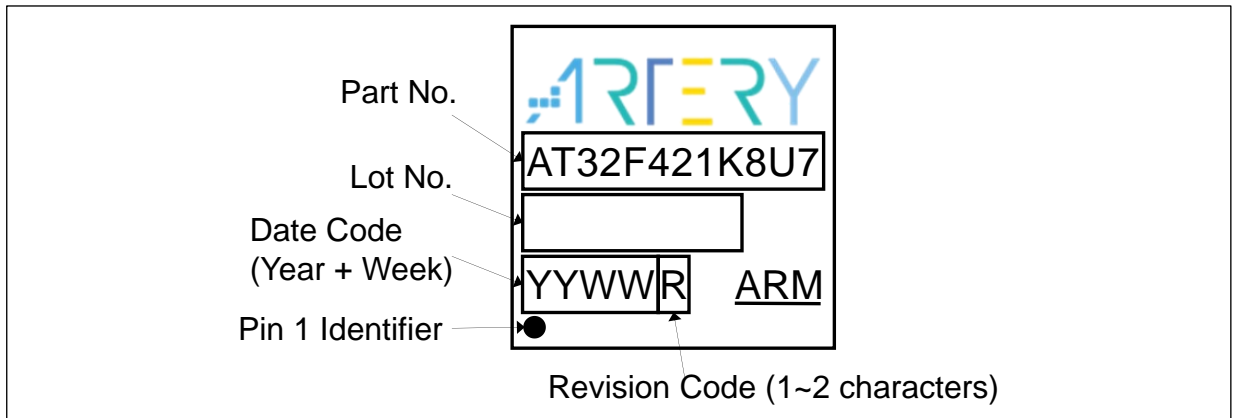 ARTERY
Part No.
AT32F421K8U7
Lot No.
Date Code
(Year + Week)
YYWW R
ARM
Pin 1 Identifier
Revision Code (1~2 characters)